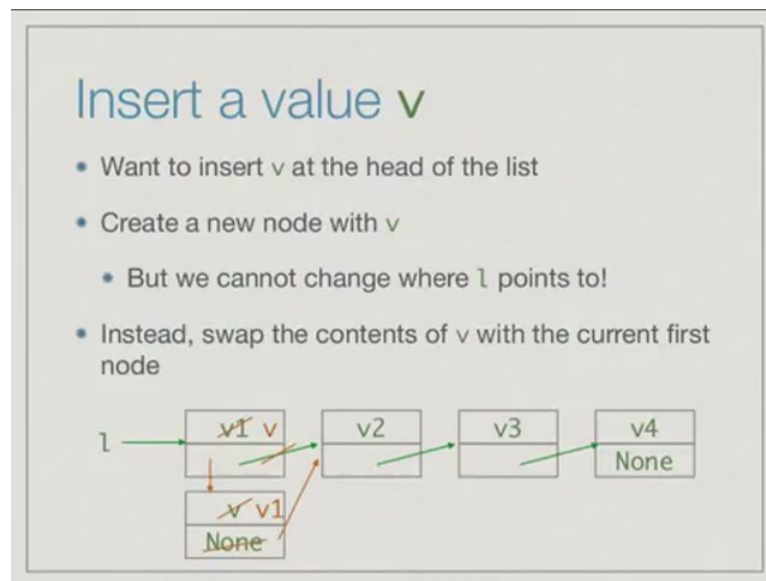 Insert a value v
• Want to insert v at the head of the list
• Create a new node with v
• But we cannot change where l points to!
• Instead, swap the contents of v with the current first
node
l v1 v v2 v3 v4
None
v v1
None